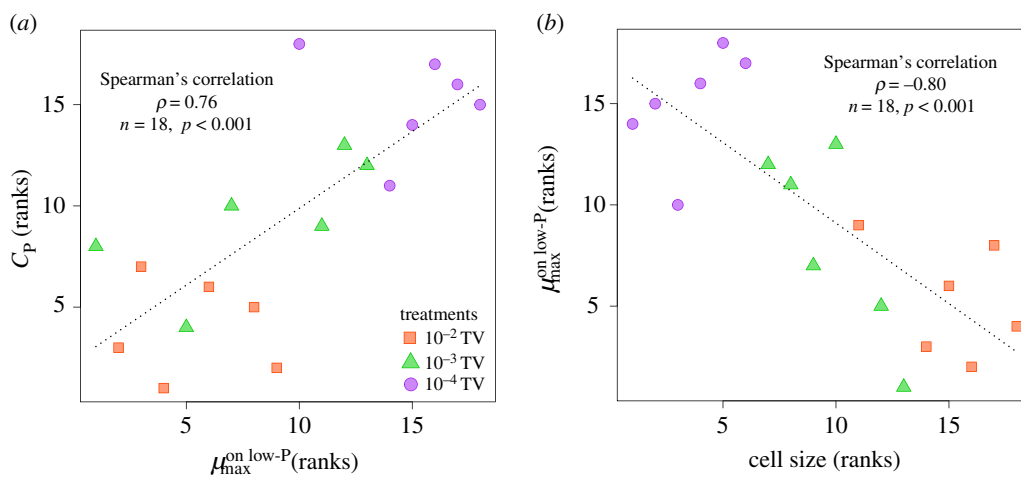 (a)
Spearman's correlation
ρ = 0.76
n = 18, p < 0.001
15
10
5
C_P (ranks)
treatments
10^–2 TV
10^–3 TV
10^–4 TV
5 10 15
μ_max^on low-P (ranks)
(b)
Spearman's correlation
ρ = –0.80
n = 18, p < 0.001
15
10
5
μ_max^on low-P (ranks)
5 10 15
cell size (ranks)